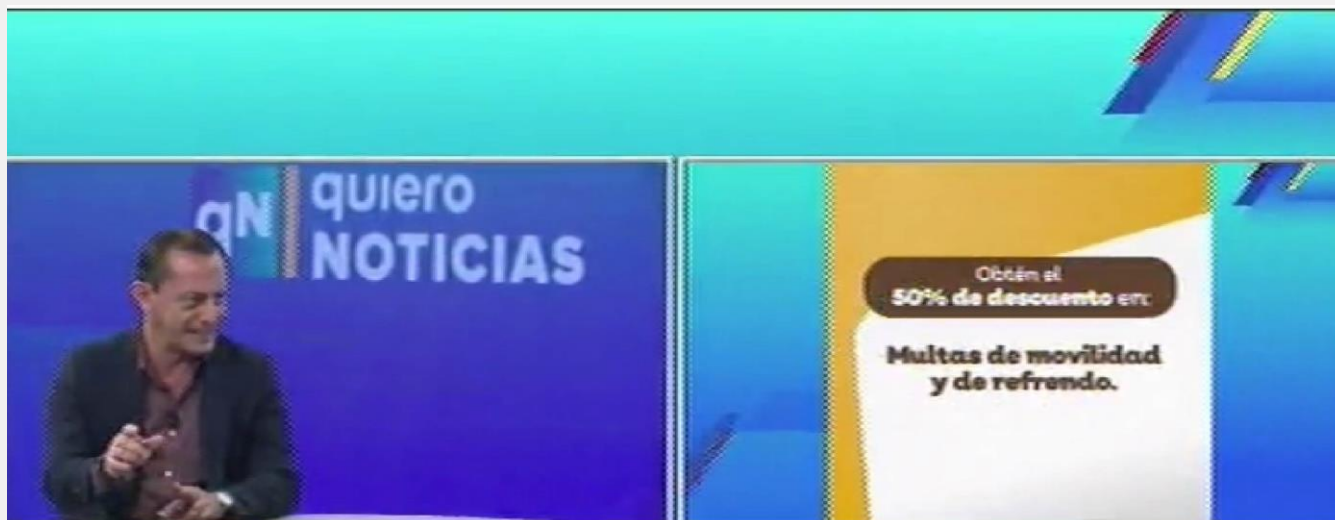 qN
quiero
NOTICIAS
Obtén el
50% de descuento en:
Multas de movilidad
y de refrendo.